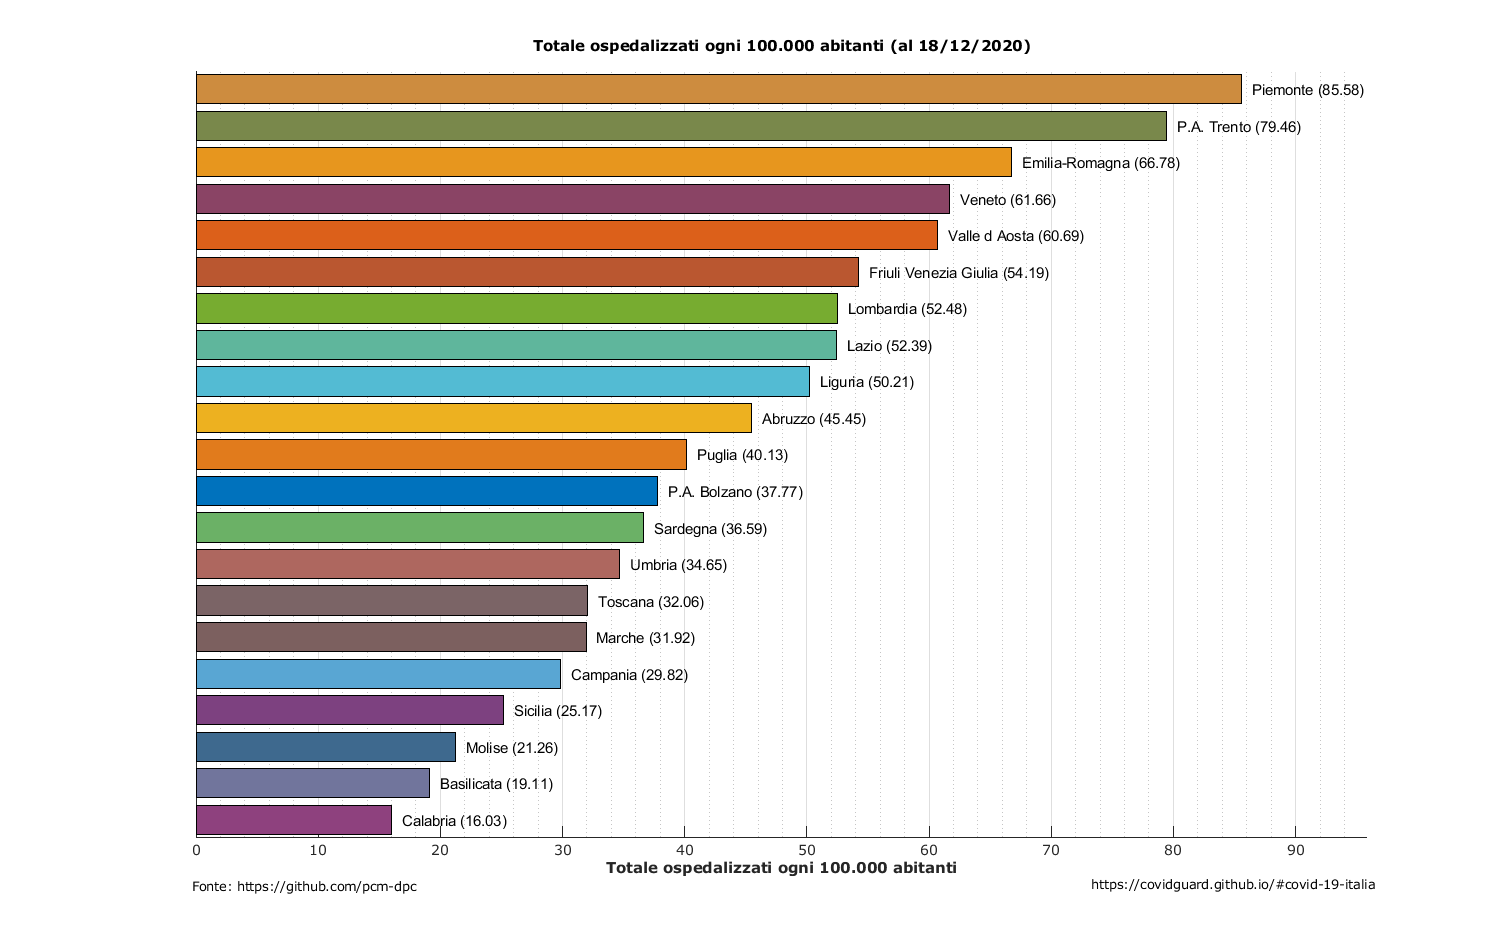 Totale ospedalizzati ogni 100.000 abitanti (al 18/12/2020)
Piemonte (85.58)
P.A. Trento (79.46)
Emilia-Romagna (66.78)
Veneto (61.66)
Valle d Aosta (60.69)
Friuli Venezia Giulia (54.19)
Lombardia (52.48)
Lazio (52.39)
Liguria (50.21)
Abruzzo (45.45)
Puglia (40.13)
P.A. Bolzano (37.77)
Sardegna (36.59)
Umbria (34.65)
Toscana (32.06)
Marche (31.92)
Campania (29.82)
Sicilia (25.17)
Molise (21.26)
Basilicata (19.11)
Calabria (16.03)
0 10 20 30 40 50 60 70 80 90
Totale ospedalizzati ogni 100.000 abitanti
Fonte: https://github.com/pcm-dpc
https://covidguard.github.io/#covid-19-italia